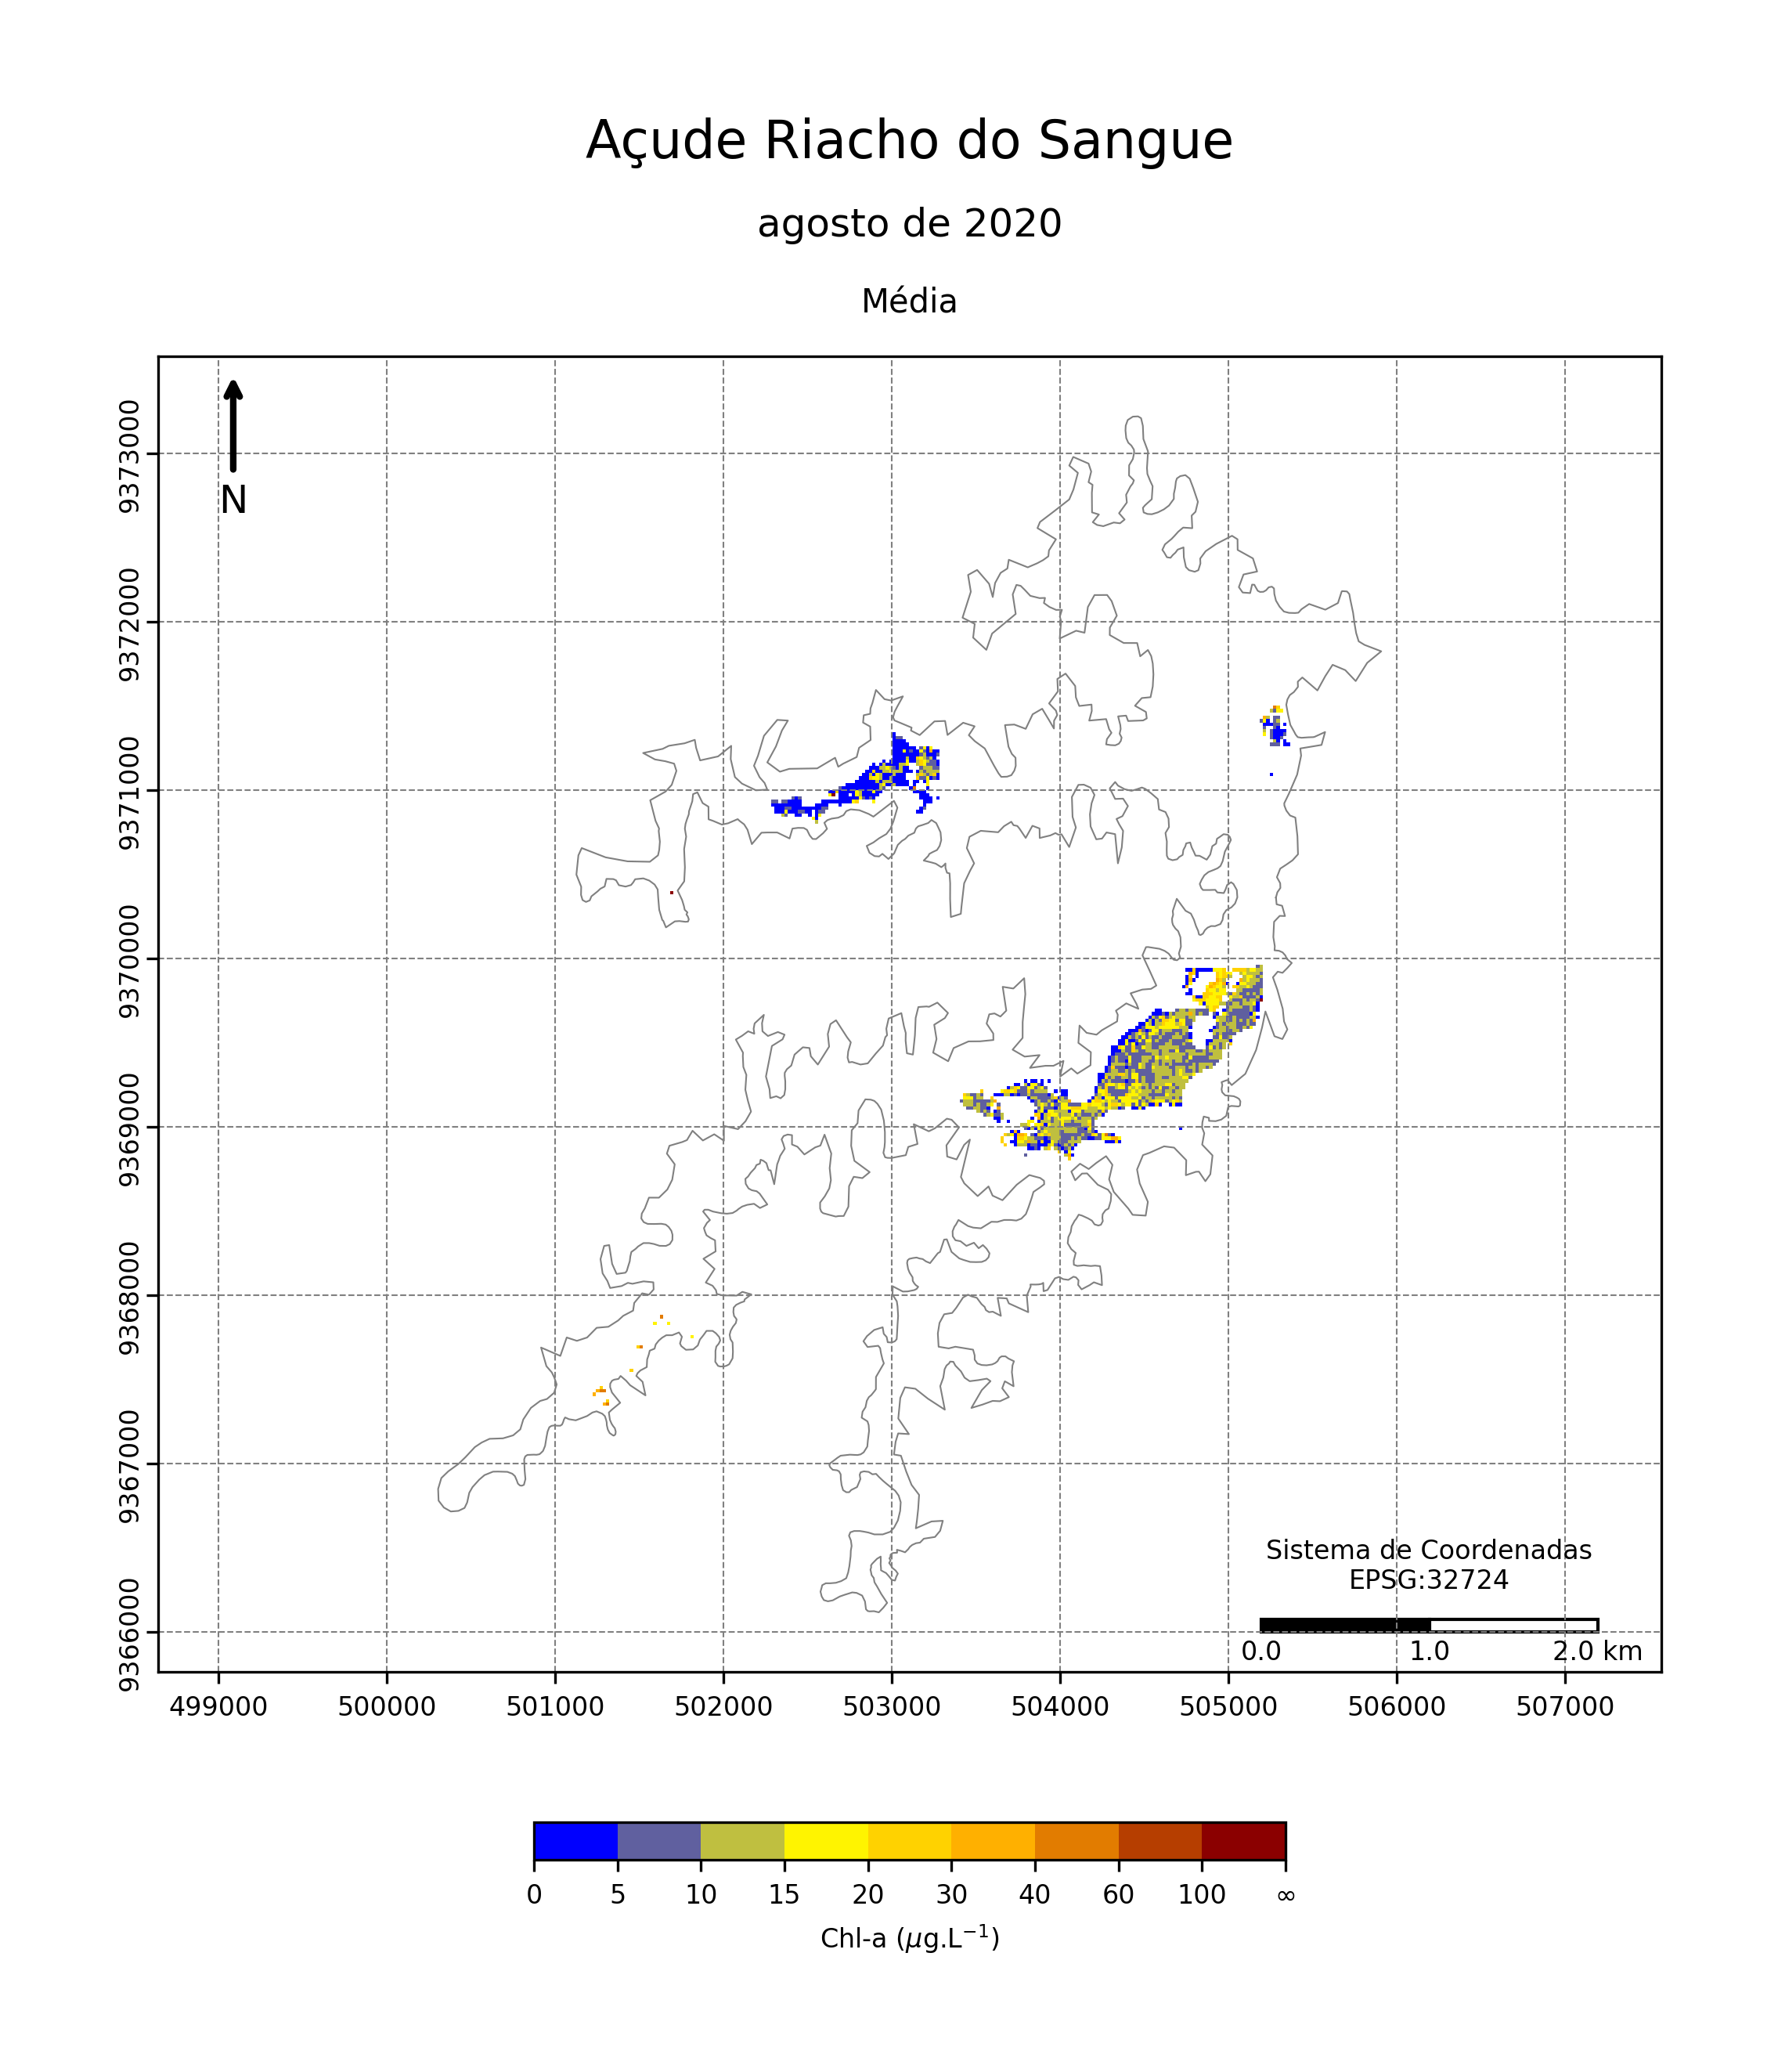 Açude Riacho do Sangue
agosto de 2020
Média
N
9373000
9372000
9371000
9370000
9369000
9368000
9367000
9366000
Sistema de Coordenadas
EPSG:32724
0.0 1.0 2.0 km
499000 500000 501000 502000 503000 504000 505000 506000 507000
0 5 10 15 20 30 40 60 100 ∞
Chl-a (μg.L⁻¹)